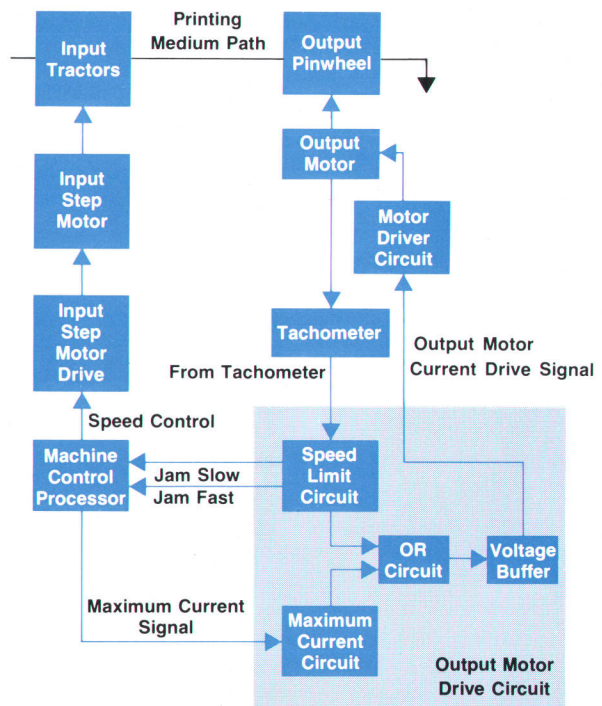 Printing
Medium Path
Input
Tractors
Output
Pinwheel
Output
Motor
Input
Step
Motor
Motor
Driver
Circuit
Tachometer
Input
Step
Motor
Drive
Output Motor
Current Drive Signal
From Tachometer
Speed Control
Machine
Control
Processor
Jam Slow
Jam Fast
Speed
Limit
Circuit
OR
Circuit
Voltage
Buffer
Maximum Current
Signal
Maximum
Current
Circuit
Output Motor
Drive Circuit